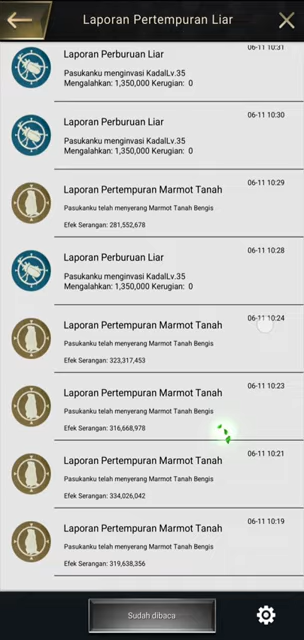 Laporan Pertempuran Liar
06-11 10:31
Laporan Perburuan Liar
Pasukanku menginvasi KadalLv.35
Mengalahkan: 1,350,000 Kerugian: 0
06-11 10:30
Laporan Perburuan Liar
Pasukanku menginvasi KadalLv.35
Mengalahkan: 1,350,000 Kerugian: 0
06-11 10:29
Laporan Pertempuran Marmot Tanah
Pasukanku telah menyerang Marmot Tanah Bengis
Efek Serangan: 281,552,678
06-11 10:28
Laporan Perburuan Liar
Pasukanku menginvasi KadalLv.35
Mengalahkan: 1,350,000 Kerugian: 0
06-11 10:24
Laporan Pertempuran Marmot Tanah
Pasukanku telah menyerang Marmot Tanah Bengis
Efek Serangan: 323,317,453
06-11 10:23
Laporan Pertempuran Marmot Tanah
Pasukanku telah menyerang Marmot Tanah Bengis
Efek Serangan: 316,668,978
06-11 10:21
Laporan Pertempuran Marmot Tanah
Pasukanku telah menyerang Marmot Tanah Bengis
Efek Serangan: 334,026,042
06-11 10:19
Laporan Pertempuran Marmot Tanah
Pasukanku telah menyerang Marmot Tanah Bengis
Efek Serangan: 319,638,356
Sudah dibaca